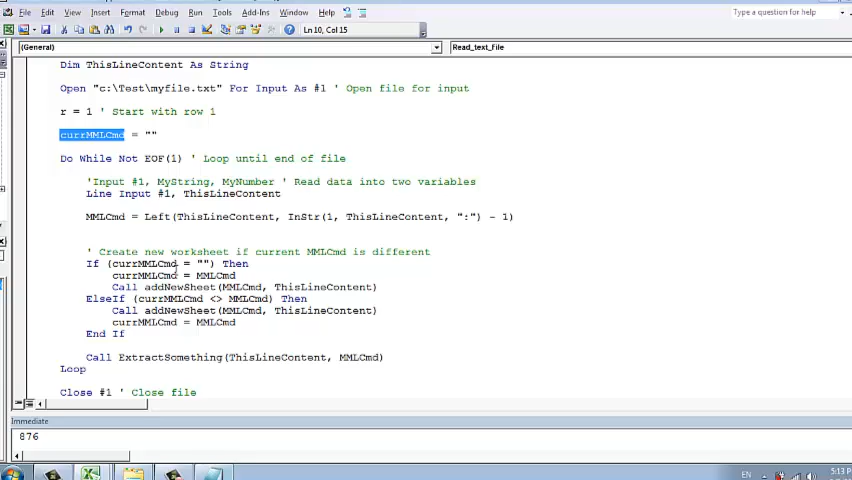 File Edit View Insert Format Debug Run Tools Add-Ins Window Help
Type a question for help
Ln 10, Col 15
(General)
Read_text_file
Dim ThisLineContent As String
Open "c:\Test\myfile.txt" For Input As #1 ' Open file for input
r = 1 ' Start with row 1
currMMLCmd = ""
Do While Not EOF(1) ' Loop until end of file
'Input #1, MyString, MyNumber ' Read data into two variables
Line Input #1, ThisLineContent
MMLCmd = Left(ThisLineContent, InStr(1, ThisLineContent, ":") - 1)
' Create new worksheet if current MMLCmd is different
If (currMMLCmd = "") Then
currMMLCmd = MMLCmd
Call addNewSheet(MMLCmd, ThisLineContent)
ElseIf (currMMLCmd <> MMLCmd) Then
Call addNewSheet(MMLCmd, ThisLineContent)
currMMLCmd = MMLCmd
End If
Call ExtractSomething(ThisLineContent, MMLCmd)
Loop
Close #1 ' Close file
Immediate
876
EN
5:13 P